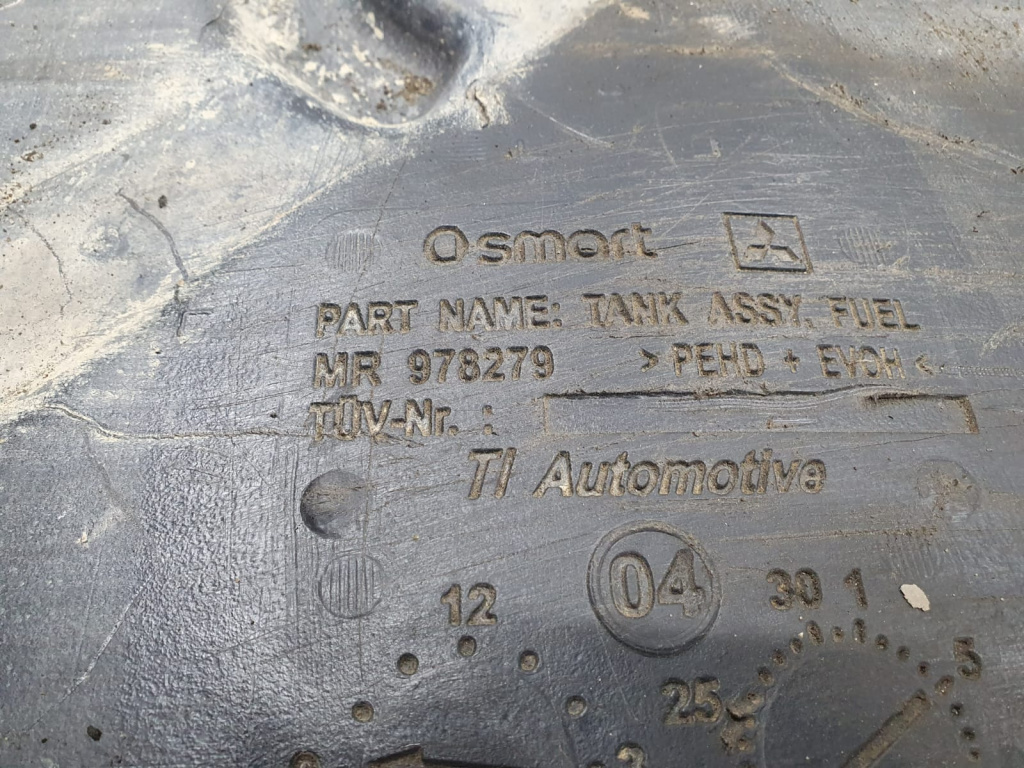 smart
PART NAME: TANK ASSY, FUEL
MR 978279 >PEHD + EVOH<
TÜV-Nr. :
TI Automotive
04
12
30 1
5
25